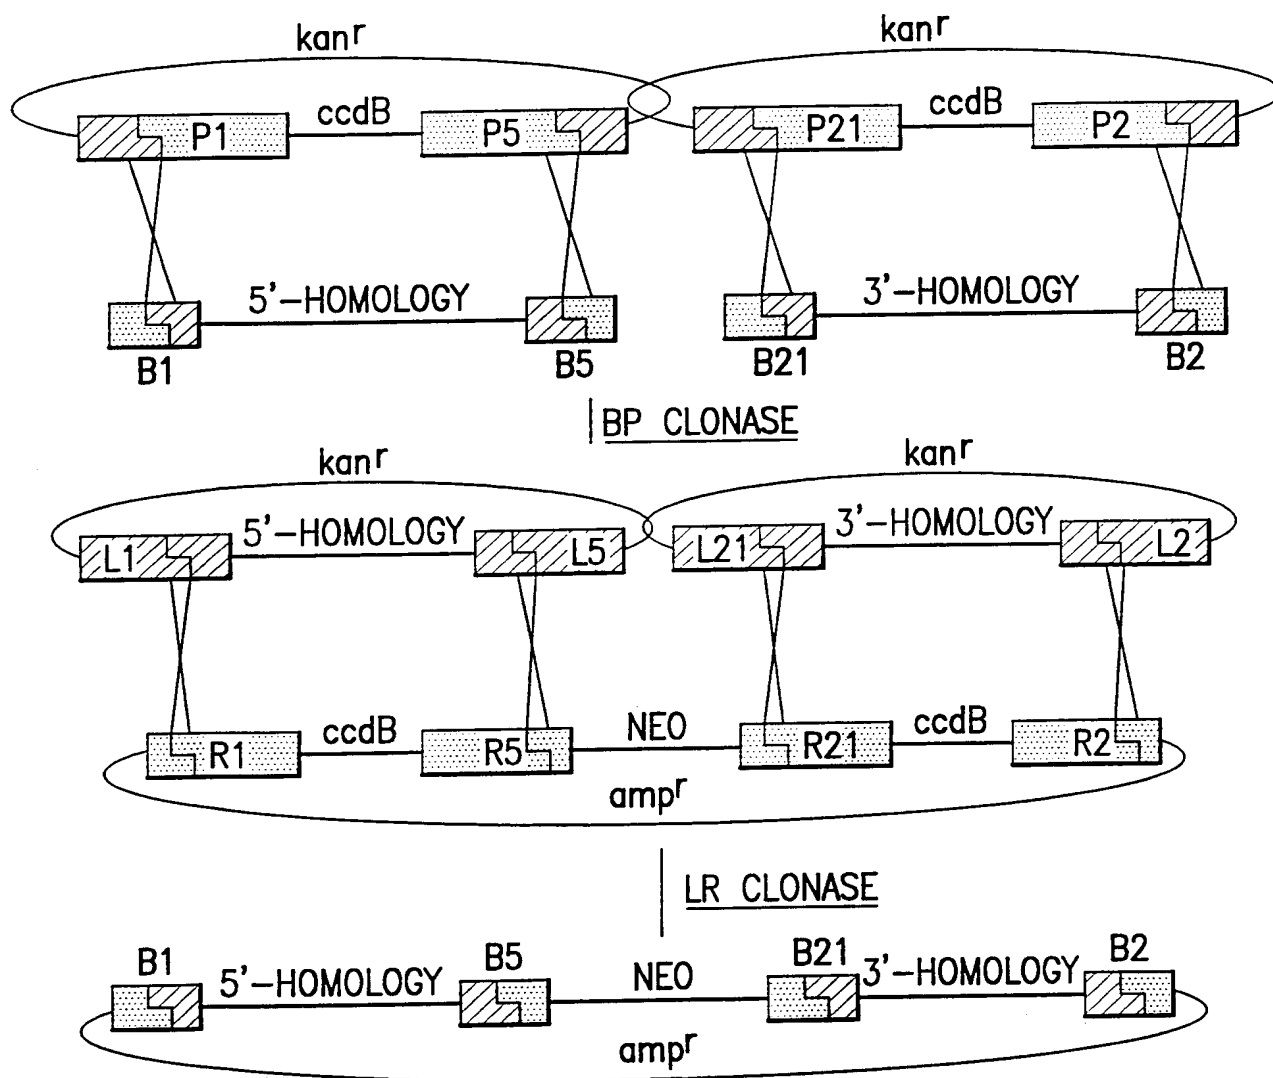 kanr kanr
P1 ccdB P5 P21 ccdB P2
5'-HOMOLOGY 3'-HOMOLOGY
B1 B5 B21 B2
BP CLONASE
kanr kanr
L1 5'-HOMOLOGY L5 L21 3'-HOMOLOGY L2
R1 ccdB R5 NEO R21 ccdB R2
ampr
LR CLONASE
B1 5'-HOMOLOGY B5 NEO B21 3'-HOMOLOGY B2
ampr